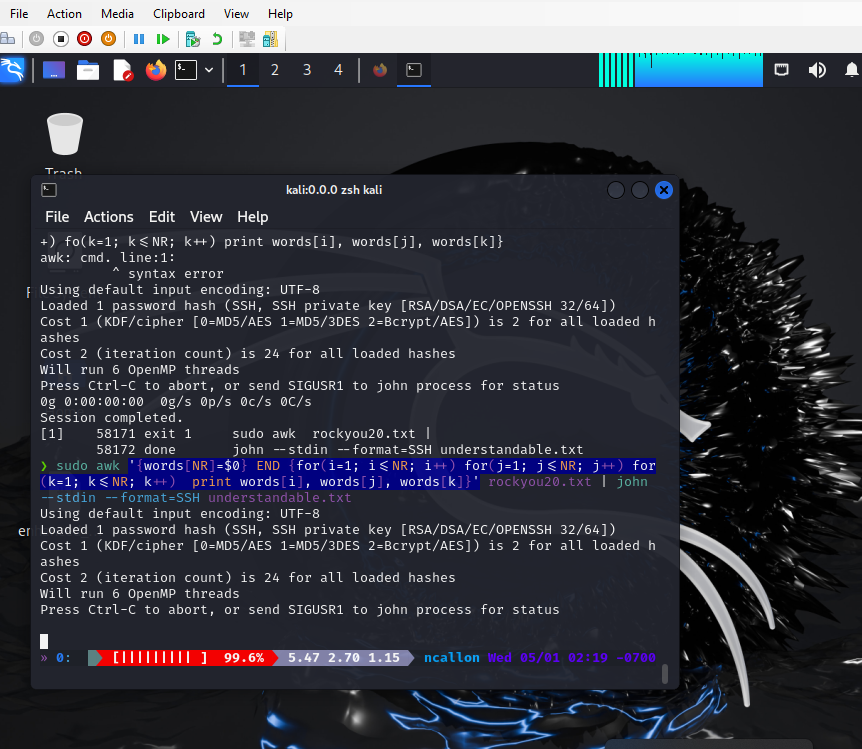 File Action Media Clipboard View Help
1 2 3 4
Trash
kali:0.0.0 zsh kali
File Actions Edit View Help
+) fo(k=1; k<=NR; k++) print words[i], words[j], words[k]}
awk: cmd. line:1:
^ syntax error
Using default input encoding: UTF-8
Loaded 1 password hash (SSH, SSH private key [RSA/DSA/EC/OPENSSH 32/64])
Cost 1 (KDF/cipher [0=MD5/AES 1=MD5/3DES 2=Bcrypt/AES]) is 2 for all loaded h
ashes
Cost 2 (iteration count) is 24 for all loaded hashes
Will run 6 OpenMP threads
Press Ctrl-C to abort, or send SIGUSR1 to john process for status
0g 0:00:00:00 0g/s 0p/s 0c/s 0C/s
Session completed.
[1] 58171 exit 1 sudo awk rockyou20.txt |
58172 done john --stdin --format=SSH understandable.txt
❯ sudo awk '{words[NR]=$0} END {for(i=1; i<=NR; i++) for(j=1; j<=NR; j++) for
(k=1; k<=NR; k++) print words[i], words[j], words[k]}' rockyou20.txt | john
--stdin --format=SSH understandable.txt
Using default input encoding: UTF-8
Loaded 1 password hash (SSH, SSH private key [RSA/DSA/EC/OPENSSH 32/64])
Cost 1 (KDF/cipher [0=MD5/AES 1=MD5/3DES 2=Bcrypt/AES]) is 2 for all loaded h
ashes
Cost 2 (iteration count) is 24 for all loaded hashes
Will run 6 OpenMP threads
Press Ctrl-C to abort, or send SIGUSR1 to john process for status
» 0: [||||||||| ] 99.6% 5.47 2.70 1.15 ncallon Wed 05/01 02:19 -0700